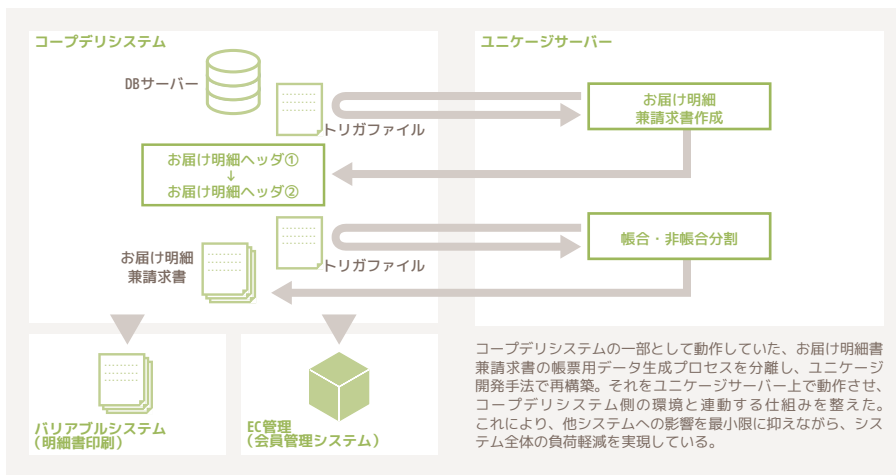 コープデリシステム
ユニケージサーバー
DBサーバー
トリガファイル
お届け明細
兼請求書作成
お届け明細ヘッダ①
↓
お届け明細ヘッダ②
トリガファイル
帳合・非帳合分割
お届け明細
兼請求書
バリアブルシステム
（明細書印刷）
EC管理
（会員管理システム）
コープデリシステムの一部として動作していた、お届け明細書
兼請求書の帳票用データ生成プロセスを分離し、ユニケージ
開発手法で再構築。それをユニケージサーバー上で動作させ、
コープデリシステム側の環境と連動する仕組みを整えた。
これにより、他システムへの影響を最小限に抑えながら、シス
テム全体の負荷軽減を実現している。